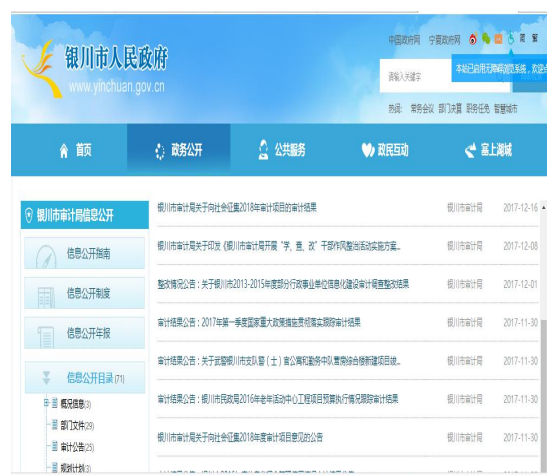 中国政府网 宁夏政府网 简 繁
银川市人民政府
www.yinchuan.gov.cn
请输入关键字
本站已启用无障碍浏览系统，欢迎点
热词： 常务会议 部门决算 职务任免 智慧城市
首页 政务公开 公共服务 政民互动 塞上湖城
银川市审计局信息公开
信息公开指南
信息公开制度
信息公开年报
信息公开目录 (71)
概况信息(3)
部门文件(29)
审计公告(25)
规划计划(3)
银川市审计局关于向社会征集2018年审计项目的审计结果 银川市审计局 2017-12-16
银川市审计局关于印发《银川市审计局开展“学、查、改”干部作风整治活动实施方案... 银川市审计局 2017-12-08
整改情况公告：关于银川市2013-2015年度部分行政事业单位信息化建设审计调查整改结果 银川市审计局 2017-12-01
审计结果公告：2017年第一季度国家重大政策措施贯彻落实跟踪审计结果 银川市审计局 2017-11-30
审计结果公告：关于武警银川市支队警（士）官公寓和勤务中队营房综合楼新建项目竣... 银川市审计局 2017-11-30
审计结果公告：银川市民政局2016年老年活动中心工程项目预算执行情况跟踪审计结果 银川市审计局 2017-11-30
银川市审计局关于向社会征集2018年度审计项目意见的公告 银川市审计局 2017-11-30